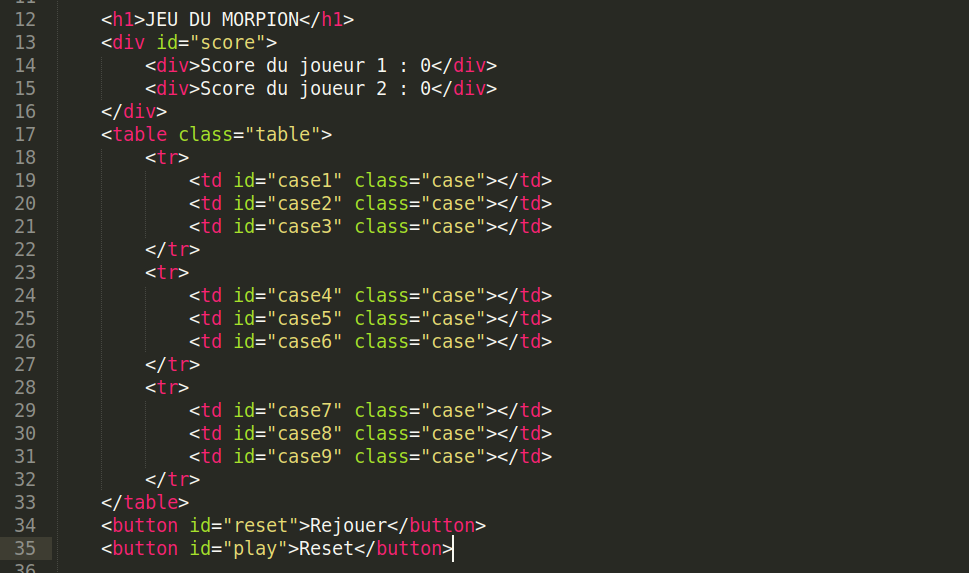 12 <h1>JEU DU MORPION</h1>
13 <div id="score">
14 <div>Score du joueur 1 : 0</div>
15 <div>Score du joueur 2 : 0</div>
16 </div>
17 <table class="table">
18 <tr>
19 <td id="case1" class="case"></td>
20 <td id="case2" class="case"></td>
21 <td id="case3" class="case"></td>
22 </tr>
23 <tr>
24 <td id="case4" class="case"></td>
25 <td id="case5" class="case"></td>
26 <td id="case6" class="case"></td>
27 </tr>
28 <tr>
29 <td id="case7" class="case"></td>
30 <td id="case8" class="case"></td>
31 <td id="case9" class="case"></td>
32 </tr>
33 </table>
34 <button id="reset">Rejouer</button>
35 <button id="play">Reset</button>
36